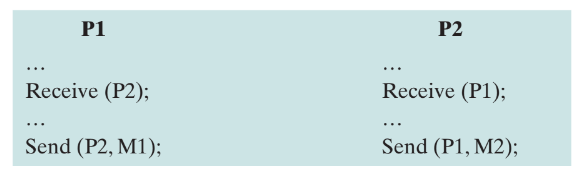 P1 P2
... ...
Receive (P2); Receive (P1);
... ...
Send (P2, M1); Send (P1, M2);